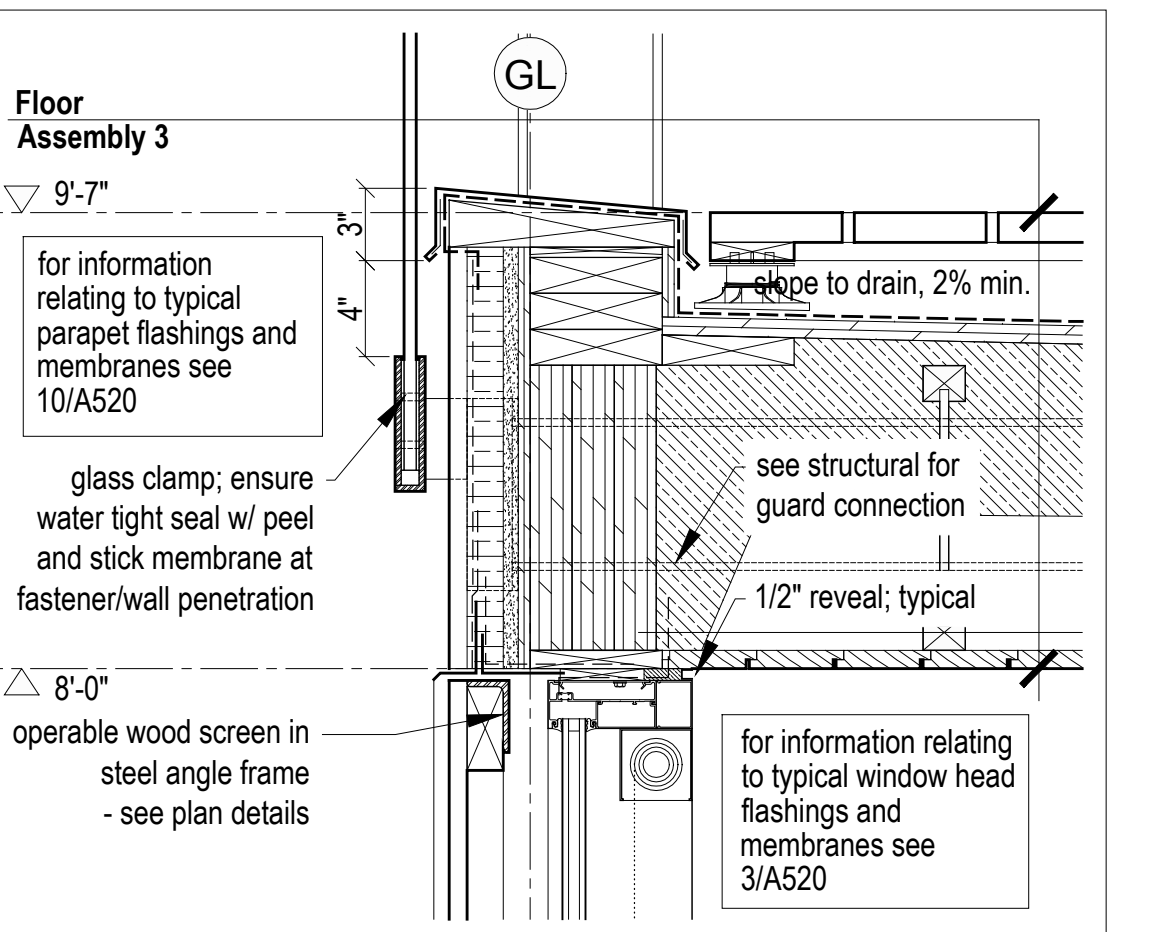 GL
Floor
Assembly 3
9'-7"
3"
4"
for information
relating to typical
parapet flashings and
membranes see
10/A520
slope to drain, 2% min.
glass clamp; ensure
water tight seal w/ peel
and stick membrane at
fastener/wall penetration
see structural for
guard connection
1/2" reveal; typical
8'-0"
operable wood screen in
steel angle frame
- see plan details
for information relating
to typical window head
flashings and
membranes see
3/A520